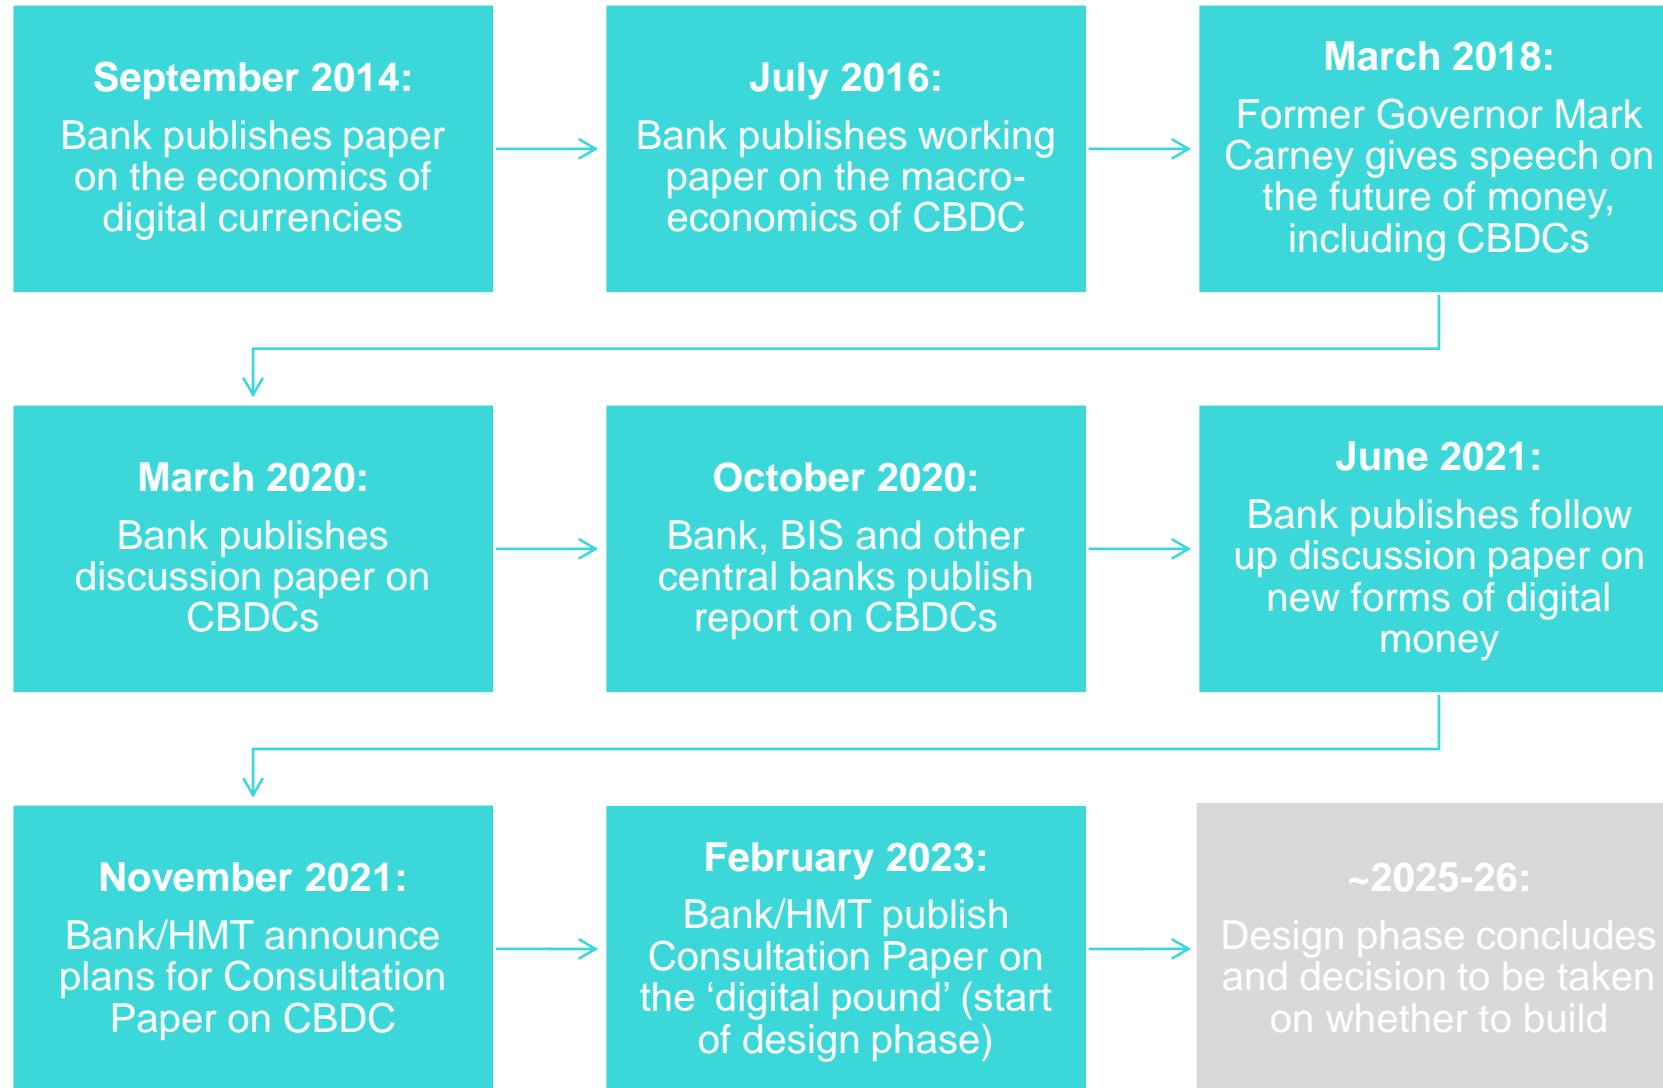 September 2014:
Bank publishes paper
on the economics of
digital currencies
July 2016:
Bank publishes working
paper on the macro-
economics of CBDC
March 2018:
Former Governor Mark
Carney gives speech on
the future of money,
including CBDCs
March 2020:
Bank publishes
discussion paper on
CBDCs
October 2020:
Bank, BIS and other
central banks publish
report on CBDCs
June 2021:
Bank publishes follow
up discussion paper on
new forms of digital
money
November 2021:
Bank/HMT announce
plans for Consultation
Paper on CBDC
February 2023:
Bank/HMT publish
Consultation Paper on
the ‘digital pound’ (start
of design phase)
~2025-26:
Design phase concludes
and decision to be taken
on whether to build